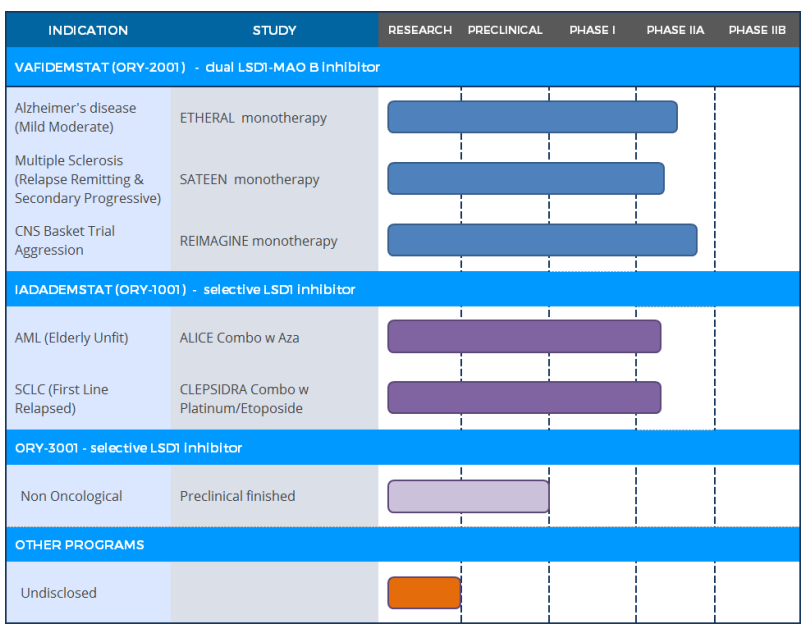 INDICATION STUDY RESEARCH PRECLINICAL PHASE I PHASE IIA PHASE IIB
VAFIDEMSTAT (ORY-2001) - dual LSD1-MAO B inhibitor
Alzheimer's disease
(Mild Moderate)
ETHERAL monotherapy
Multiple Sclerosis
(Relapse Remitting &
Secondary Progressive)
SATEEN monotherapy
CNS Basket Trial
Aggression
REIMAGINE monotherapy
IADADEMSTAT (ORY-1001) - selective LSD1 inhibitor
AML (Elderly Unfit)
ALICE Combo w Aza
SCLC (First Line
Relapsed)
CLEPSIDRA Combo w
Platinum/Etoposide
ORY-3001 - selective LSD1 inhibitor
Non Oncological
Preclinical finished
OTHER PROGRAMS
Undisclosed